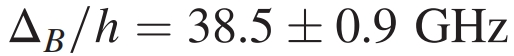 Δ_B/h = 38.5 ± 0.9 GHz